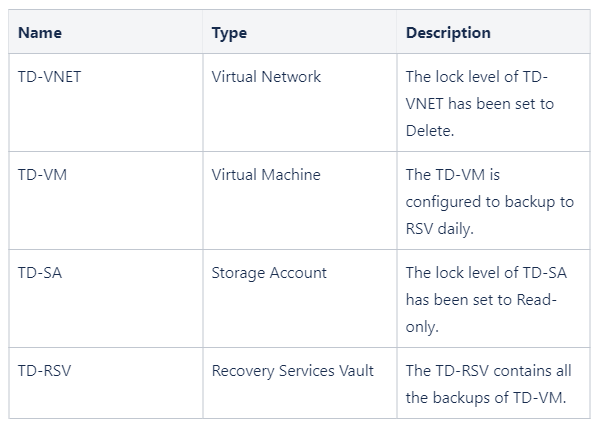 Name Type Description
TD-VNET Virtual Network The lock level of TD-
VNET has been set to
Delete.
TD-VM Virtual Machine The TD-VM is
configured to backup to
RSV daily.
TD-SA Storage Account The lock level of TD-SA
has been set to Read-
only.
TD-RSV Recovery Services Vault The TD-RSV contains all
the backups of TD-VM.